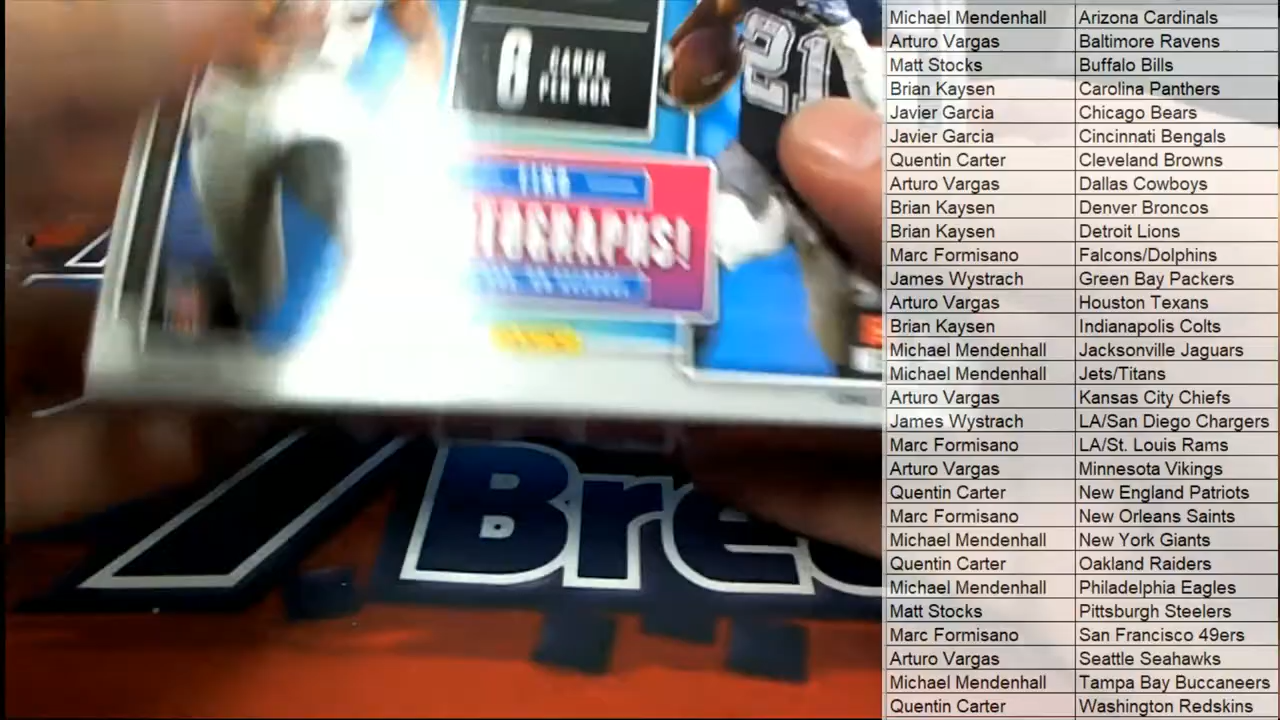 8 CARDS
PER BOX
21
FIND
TOGRAPHS!
Bre
Michael Mendenhall Arizona Cardinals
Arturo Vargas Baltimore Ravens
Matt Stocks Buffalo Bills
Brian Kaysen Carolina Panthers
Javier Garcia Chicago Bears
Javier Garcia Cincinnati Bengals
Quentin Carter Cleveland Browns
Arturo Vargas Dallas Cowboys
Brian Kaysen Denver Broncos
Brian Kaysen Detroit Lions
Marc Formisano Falcons/Dolphins
James Wystrach Green Bay Packers
Arturo Vargas Houston Texans
Brian Kaysen Indianapolis Colts
Michael Mendenhall Jacksonville Jaguars
Michael Mendenhall Jets/Titans
Arturo Vargas Kansas City Chiefs
James Wystrach LA/San Diego Chargers
Marc Formisano LA/St. Louis Rams
Arturo Vargas Minnesota Vikings
Quentin Carter New England Patriots
Marc Formisano New Orleans Saints
Michael Mendenhall New York Giants
Quentin Carter Oakland Raiders
Michael Mendenhall Philadelphia Eagles
Matt Stocks Pittsburgh Steelers
Marc Formisano San Francisco 49ers
Arturo Vargas Seattle Seahawks
Michael Mendenhall Tampa Bay Buccaneers
Quentin Carter Washington Redskins